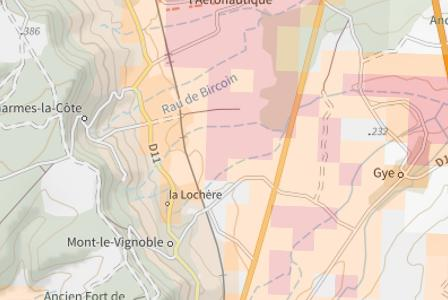 l'Aéronautique
386
Rau de Bircoin
armes-la-Côte
D11
232
Gye
D1
la Lochère
Mont-le-Vignoble
Ancien Fort de